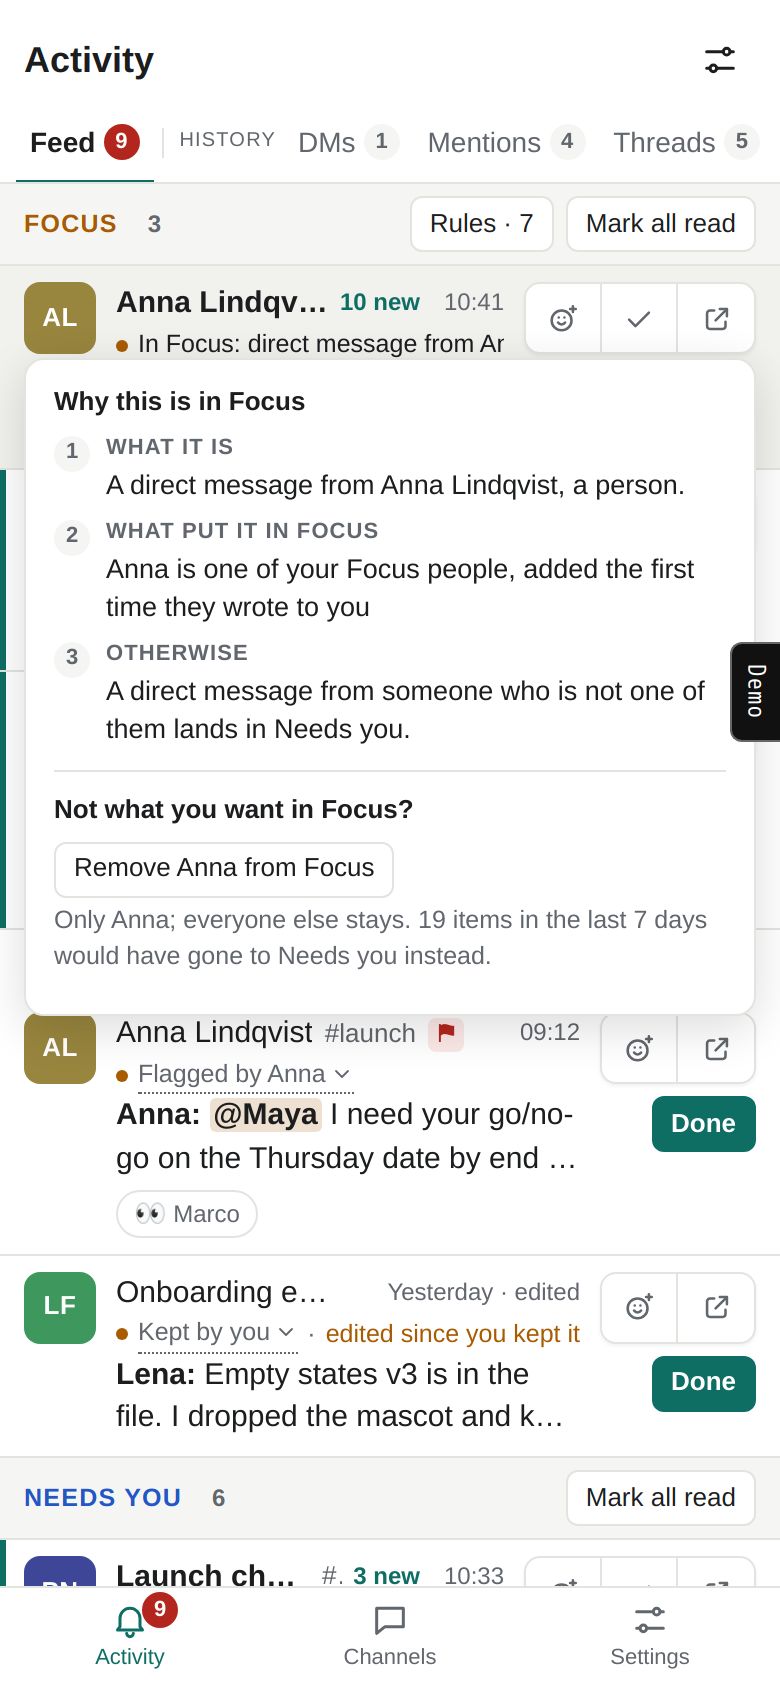 Activity
Feed 9 HISTORY DMs 1 Mentions 4 Threads 5
FOCUS 3 Rules · 7 Mark all read
AL Anna Lindqv… 10 new 10:41
In Focus: direct message from Ar
Why this is in Focus
1 WHAT IT IS
A direct message from Anna Lindqvist, a person.
2 WHAT PUT IT IN FOCUS
Anna is one of your Focus people, added the first
time they wrote to you
3 OTHERWISE
A direct message from someone who is not one of
them lands in Needs you.
Demo
Not what you want in Focus?
Remove Anna from Focus
Only Anna; everyone else stays. 19 items in the last 7 days
would have gone to Needs you instead.
AL Anna Lindqvist #launch 09:12
Flagged by Anna
Anna: @Maya I need your go/no-
go on the Thursday date by end …
Done
👀 Marco
LF Onboarding e… Yesterday · edited
Kept by you · edited since you kept it
Lena: Empty states v3 is in the
file. I dropped the mascot and k…
Done
NEEDS YOU 6 Mark all read
Launch ch… #. 3 new 10:33
9
Activity Channels Settings